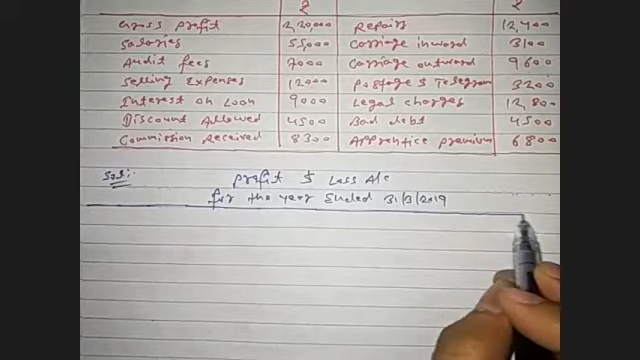 ₹ ₹
Gross profit 2,20,000 Repairs 12,400
Salaries 55,000 Carriage inward 3100
Audit fees 7000 Carriage outward 9600
Selling Expenses 12000 Postage & Telegram 3200
Interest on Loan 9000 Legal charges 12,800
Discount Allowed 4500 Bad debt 4500
Commission Received 8300 Apprentice premium 6800
Sol:-
Profit & Loss A/c
for the year Ended 31/3/2019